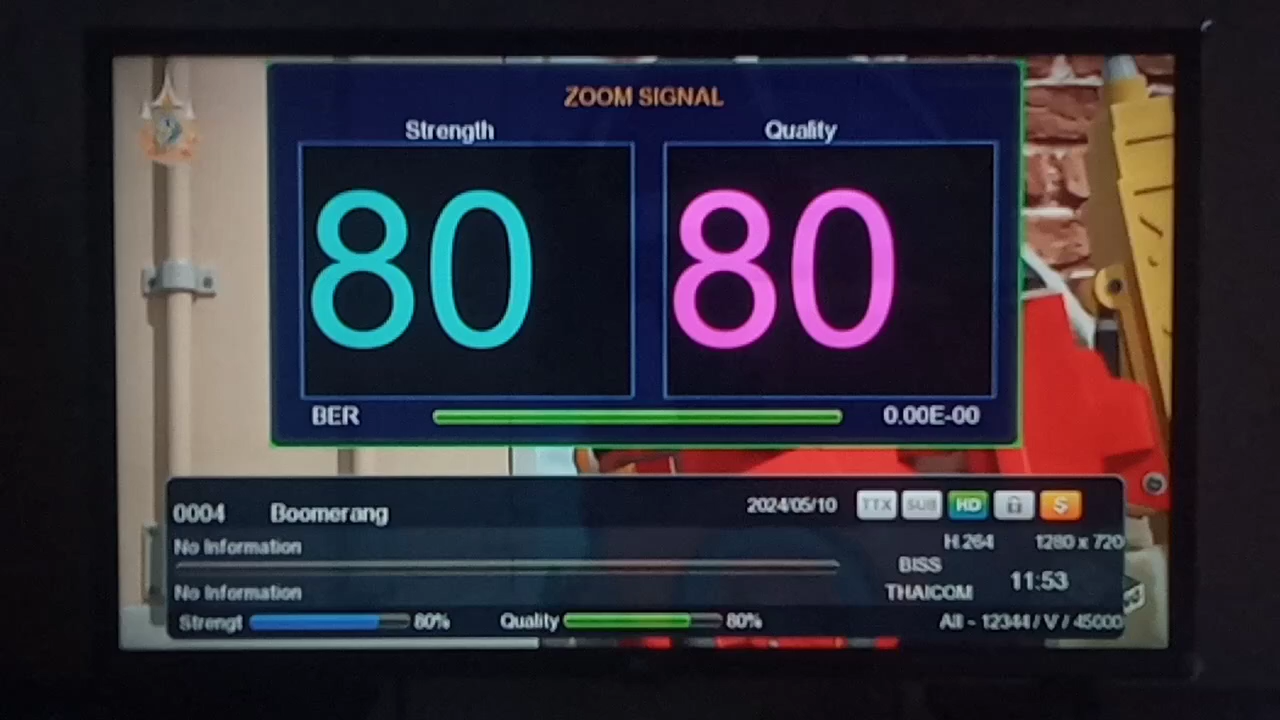 ZOOM SIGNAL
Strength Quality
80 80
BER 0.00E-00
0004 Boomerang 2024/05/10 TTX SUB HD S
No Information H.264 1280 x 720
BISS
No Information THAICOM 11:53
Strengt 80% Quality 80% All - 12344 / V / 45000